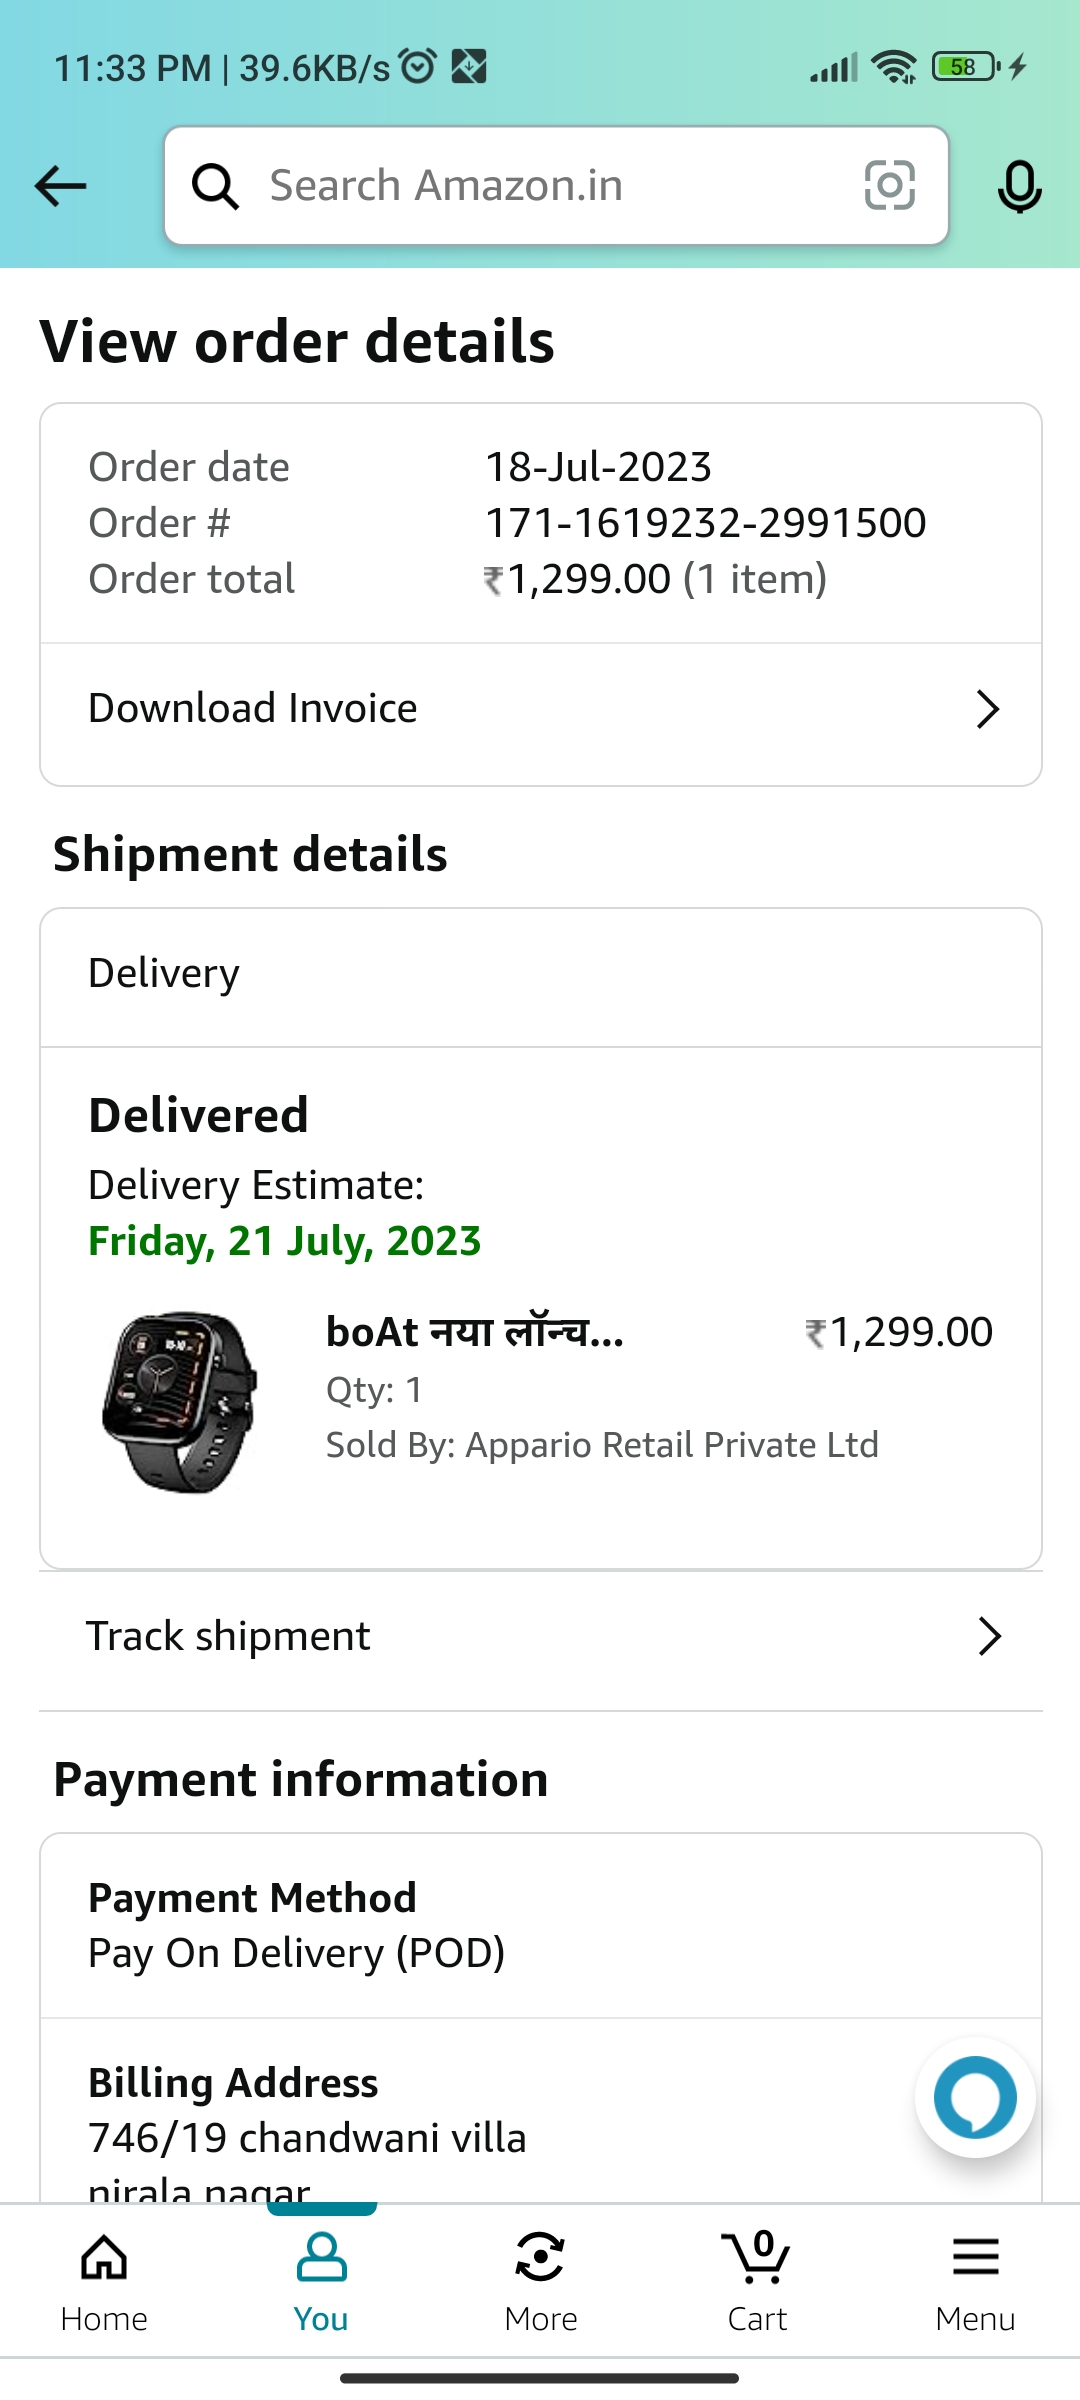 11:33 PM | 39.6KB/s
58
Search Amazon.in
View order details
Order date 18-Jul-2023
Order # 171-1619232-2991500
Order total ₹1,299.00 (1 item)
Download Invoice
Shipment details
Delivery
Delivered
Delivery Estimate:
Friday, 21 July, 2023
boAt नया लॉन्च... ₹1,299.00
Qty: 1
Sold By: Appario Retail Private Ltd
Track shipment
Payment information
Payment Method
Pay On Delivery (POD)
Billing Address
746/19 chandwani villa
nirala nagar
0
Home You More Cart Menu